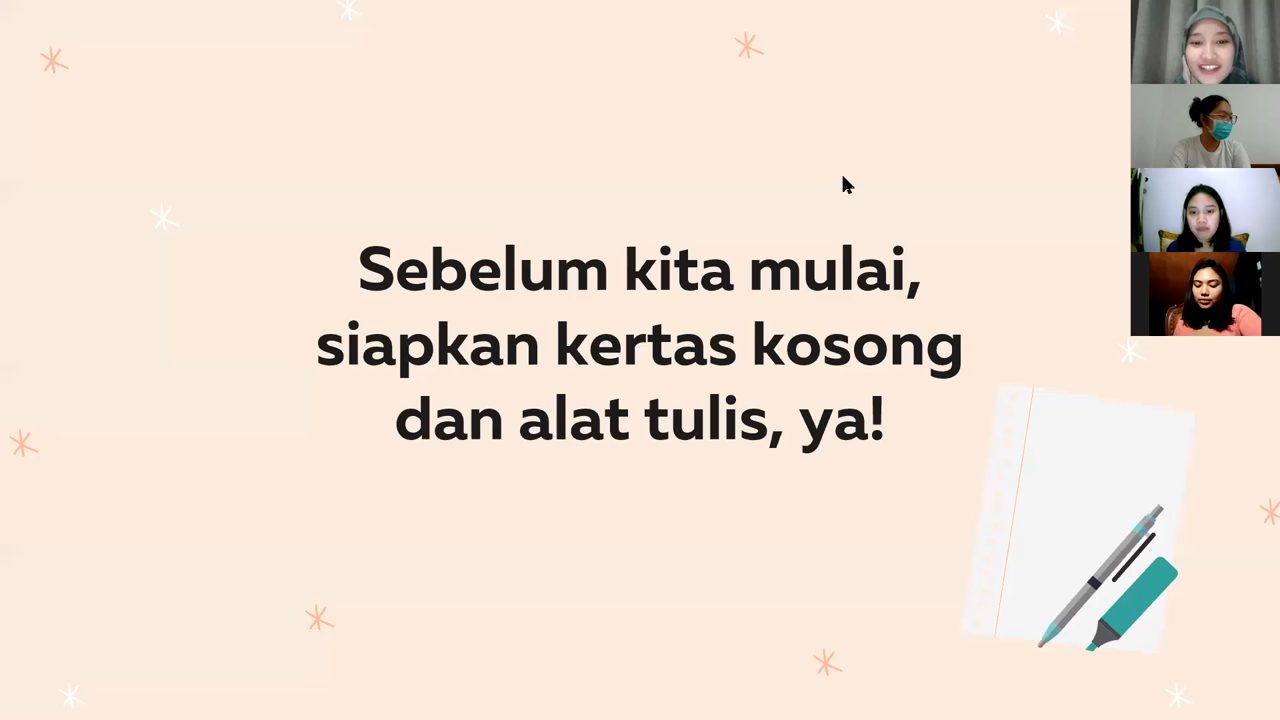 Sebelum kita mulai,
siapkan kertas kosong
dan alat tulis, ya!